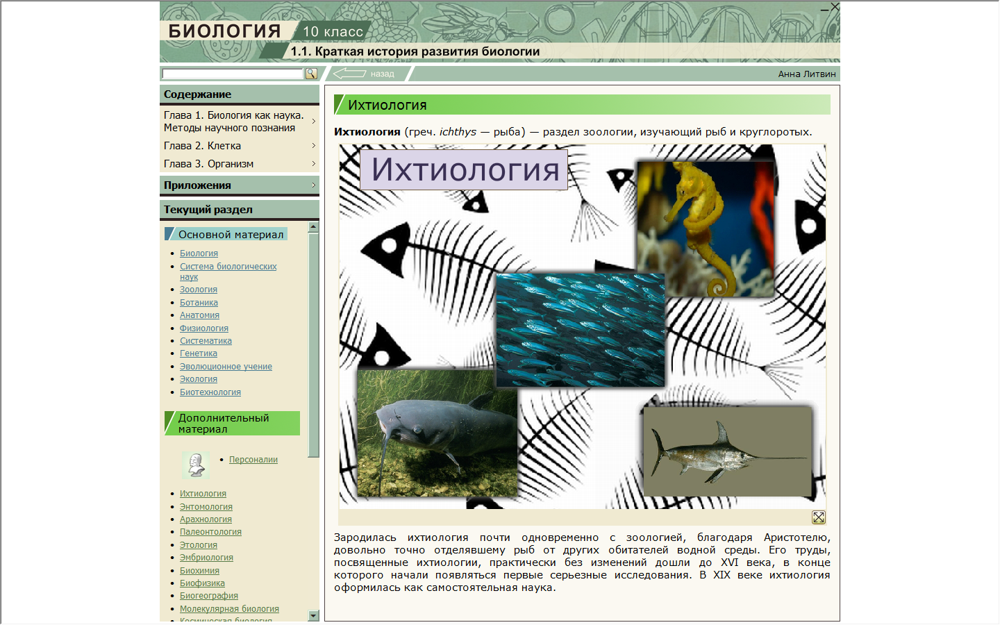 БИОЛОГИЯ 10 класс
1.1. Краткая история развития биологии
назад
Анна Литвин
Содержание
Глава 1. Биология как наука.
Методы научного познания
Глава 2. Клетка
Глава 3. Организм
Приложения
Текущий раздел
Основной материал
Биология
Система биологических
наук
Зоология
Ботаника
Анатомия
Физиология
Систематика
Генетика
Эволюционное учение
Экология
Биотехнология
Дополнительный
материал
Персоналии
Ихтиология
Энтомология
Арахнология
Палеонтология
Этология
Эмбриология
Биохимия
Биофизика
Биогеография
Молекулярная биология
Космическая биология
Ихтиология
Ихтиология (греч. ichthys — рыба) — раздел зоологии, изучающий рыб и круглоротых.
Ихтиология
Зародилась ихтиология почти одновременно с зоологией, благодаря Аристотелю,
довольно точно отделявшему рыб от других обитателей водной среды. Его труды,
посвященные ихтиологии, практически без изменений дошли до XVI века, в конце
которого начали появляться первые серьезные исследования. В XIX веке ихтиология
оформилась как самостоятельная наука.